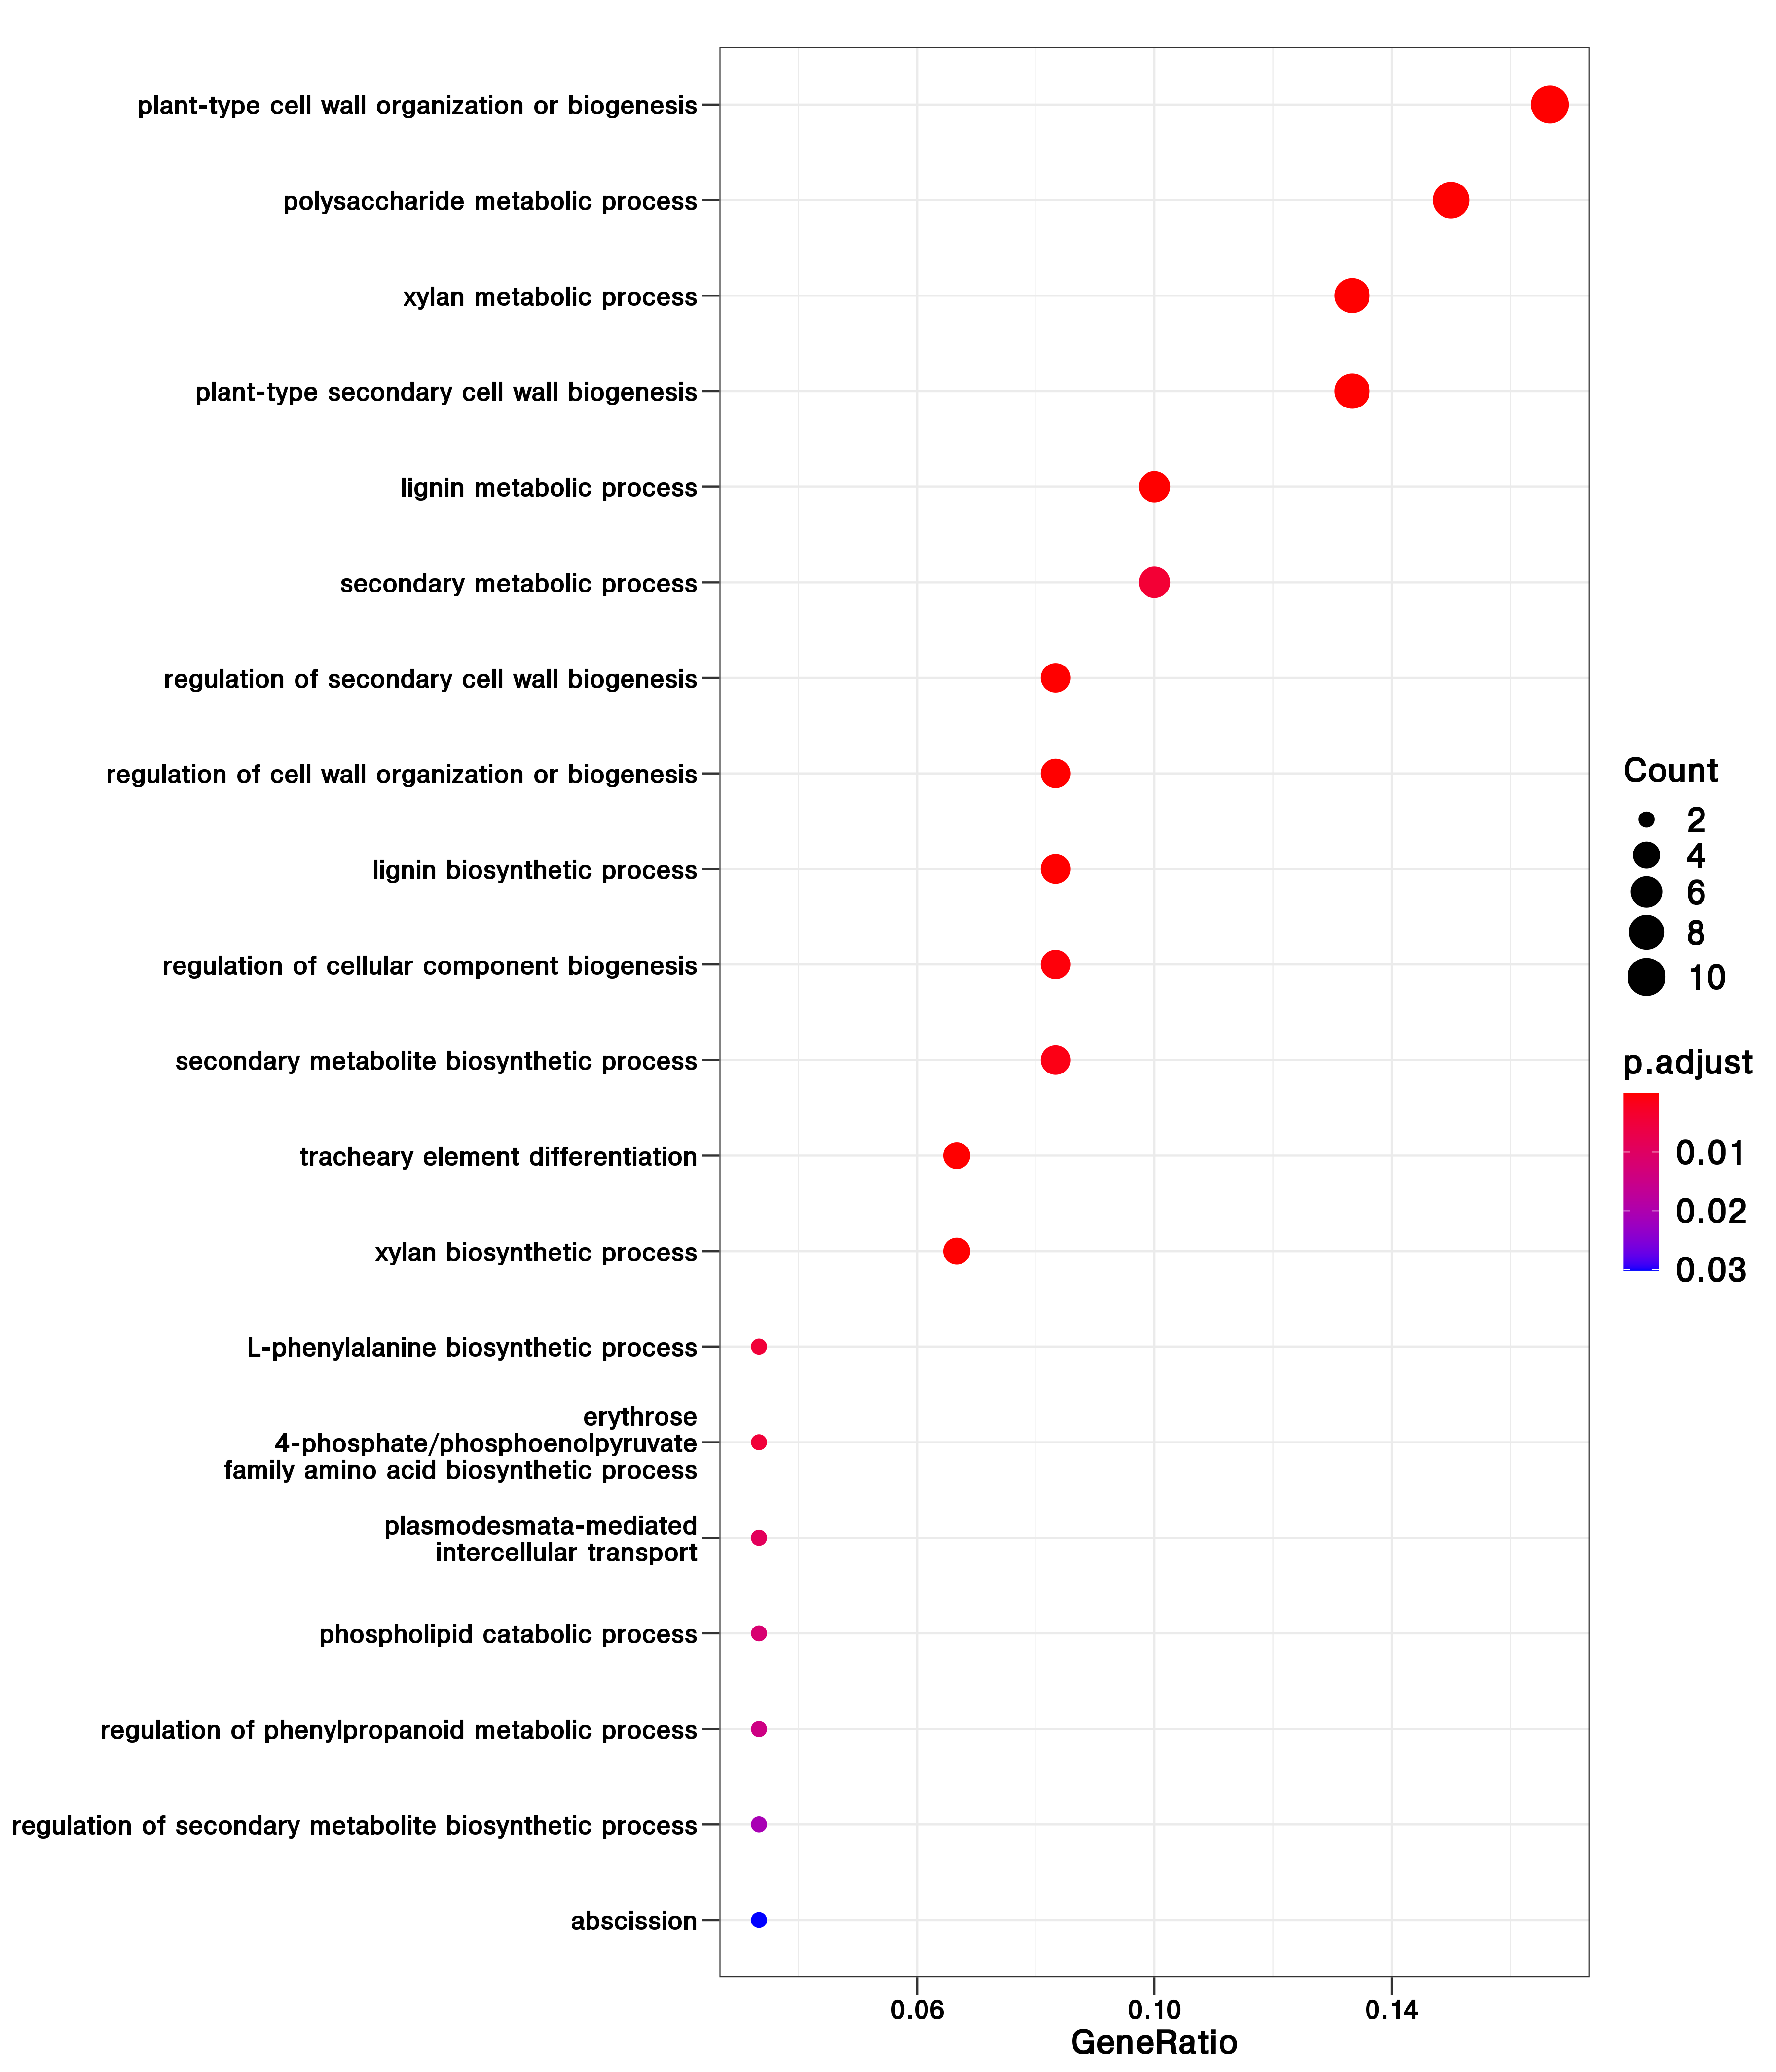 plant-type cell wall organization or biogenesis
polysaccharide metabolic process
xylan metabolic process
plant-type secondary cell wall biogenesis
lignin metabolic process
secondary metabolic process
regulation of secondary cell wall biogenesis
regulation of cell wall organization or biogenesis
lignin biosynthetic process
regulation of cellular component biogenesis
secondary metabolite biosynthetic process
tracheary element differentiation
xylan biosynthetic process
L-phenylalanine biosynthetic process
erythrose
4-phosphate/phosphoenolpyruvate
family amino acid biosynthetic process
plasmodesmata-mediated
intercellular transport
phospholipid catabolic process
regulation of phenylpropanoid metabolic process
regulation of secondary metabolite biosynthetic process
abscission
0.06 0.10 0.14
GeneRatio
Count
2
4
6
8
10
p.adjust
0.01
0.02
0.03